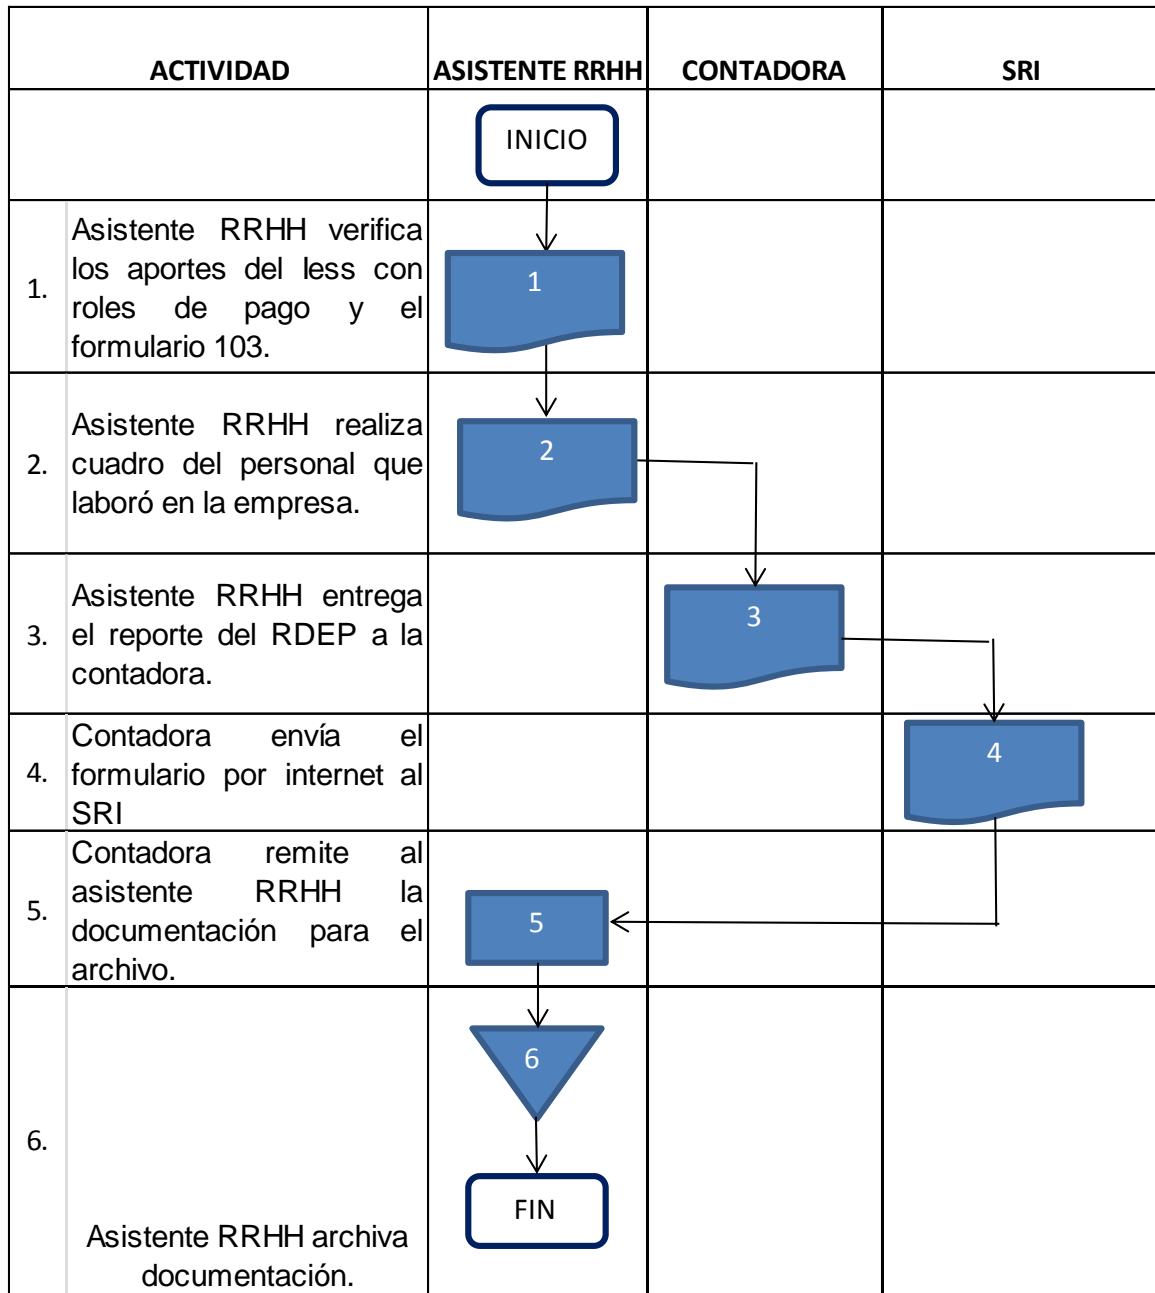 ACTIVIDAD ASISTENTE RRHH CONTADORA SRI
INICIO
1.
Asistente RRHH verifica
los aportes del Iess con
roles de pago y el
formulario 103.
1
2.
Asistente RRHH realiza
cuadro del personal que
laboró en la empresa.
2
3.
Asistente RRHH entrega
el reporte del RDEP a la
contadora.
3
4.
Contadora envía el
formulario por internet al
SRI
4
5.
Contadora remite al
asistente RRHH la
documentación para el
archivo.
5
6.
Asistente RRHH archiva
documentación.
6
FIN